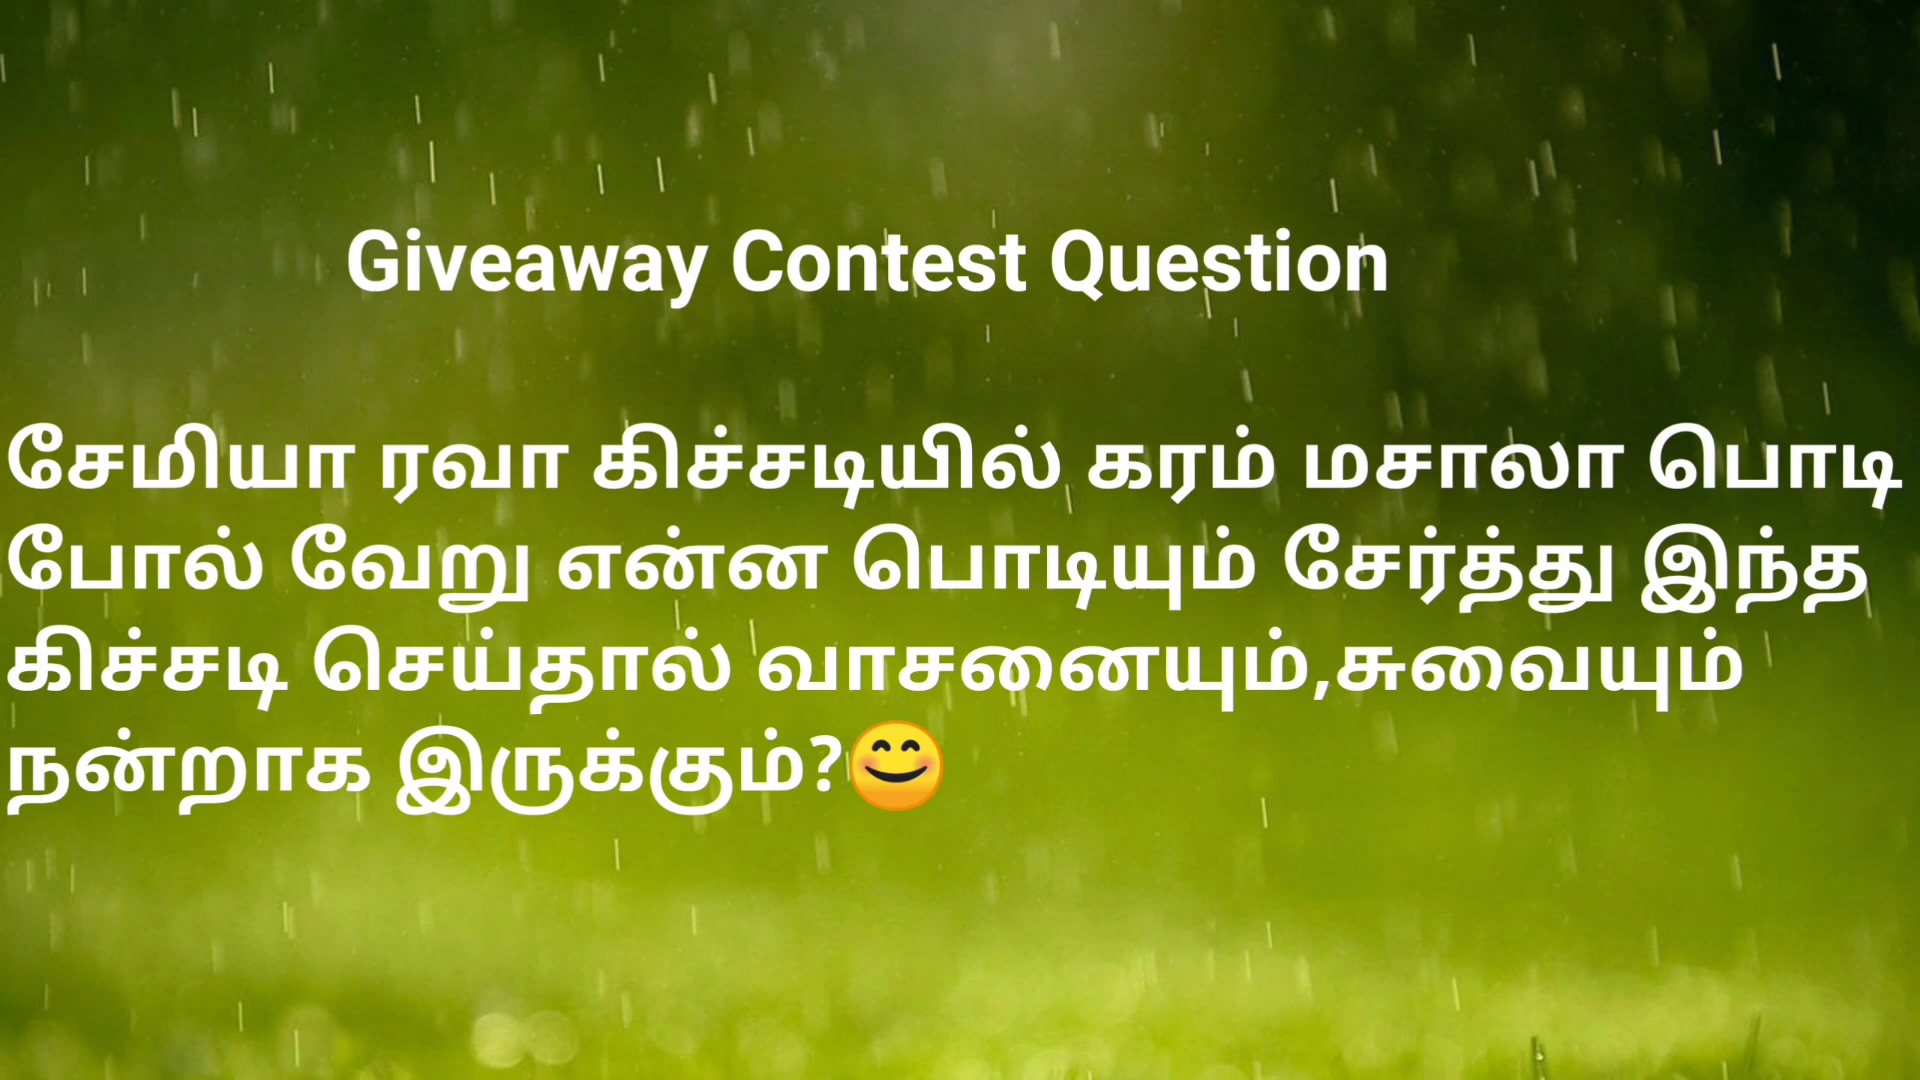 Giveaway Contest Question
சேமியா ரவா கிச்சடியில் கரம் மசாலா பொடி
போல் வேறு என்ன பொடியும் சேர்த்து இந்த
கிச்சடி செய்தால் வாசனையும்,சுவையும்
நன்றாக இருக்கும்?😊